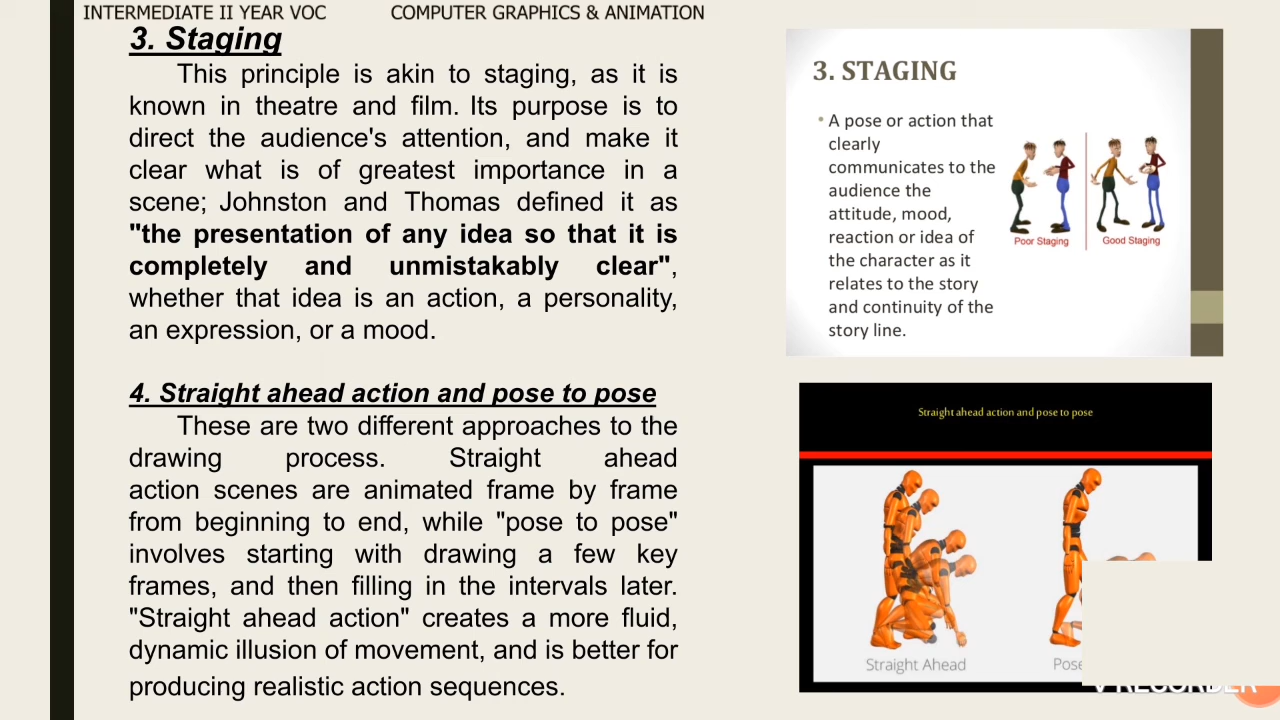 INTERMEDIATE II YEAR VOC COMPUTER GRAPHICS & ANIMATION
3. Staging
This principle is akin to staging, as it is
known in theatre and film. Its purpose is to
direct the audience's attention, and make it
clear what is of greatest importance in a
scene; Johnston and Thomas defined it as
"the presentation of any idea so that it is
completely and unmistakably clear",
whether that idea is an action, a personality,
an expression, or a mood.
4. Straight ahead action and pose to pose
These are two different approaches to the
drawing process. Straight ahead
action scenes are animated frame by frame
from beginning to end, while "pose to pose"
involves starting with drawing a few key
frames, and then filling in the intervals later.
"Straight ahead action" creates a more fluid,
dynamic illusion of movement, and is better for
producing realistic action sequences.
3. STAGING
• A pose or action that
clearly
communicates to the
audience the
attitude, mood,
reaction or idea of
the character as it
relates to the story
and continuity of the
story line.
Poor Staging
Good Staging
Straight ahead action and pose to pose
Straight Ahead
Pose
RECORDER